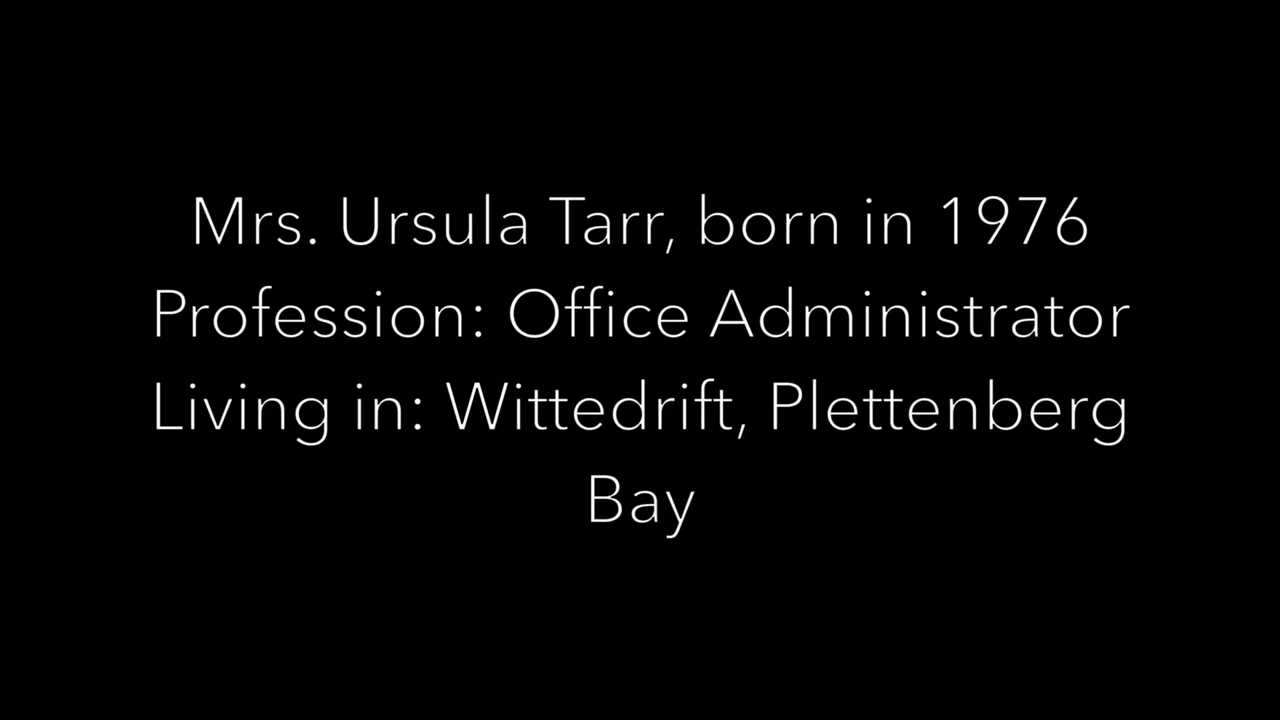 Mrs. Ursula Tarr, born in 1976
Profession: Office Administrator
Living in: Wittedrift, Plettenberg
Bay